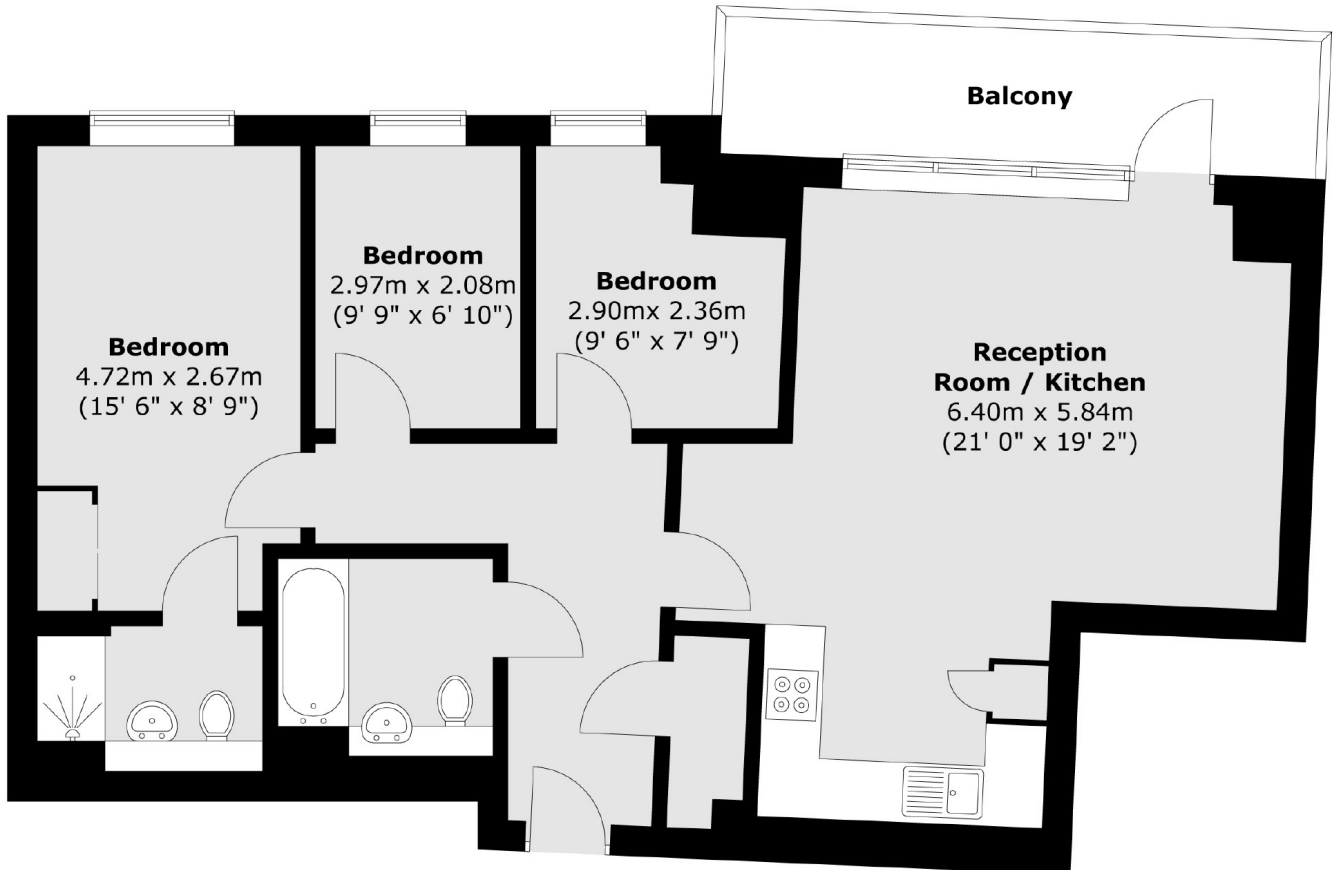 Balcony
Bedroom
2.97m x 2.08m
(9' 9" x 6' 10")
Bedroom
2.90mx 2.36m
(9' 6" x 7' 9")
Bedroom
4.72m x 2.67m
(15' 6" x 8' 9")
Reception
Room / Kitchen
6.40m x 5.84m
(21' 0" x 19' 2")